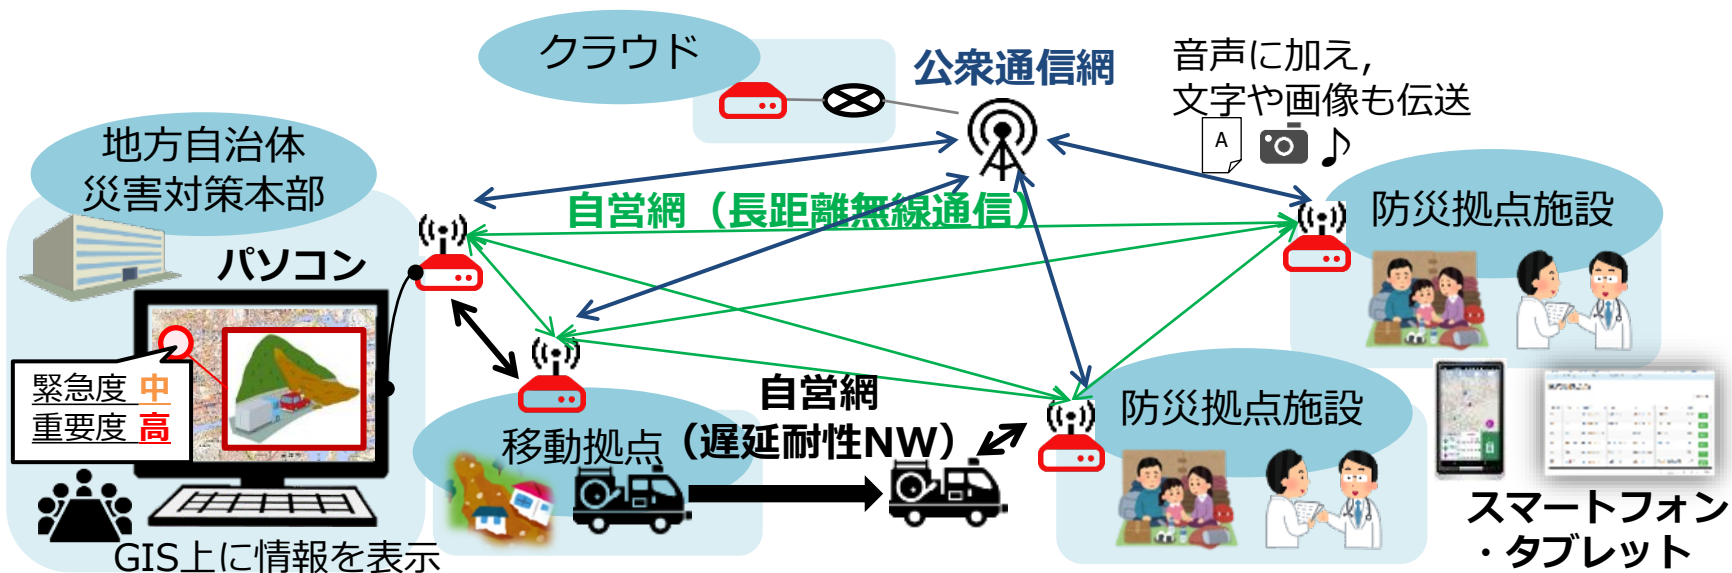 クラウド
公衆通信網
音声に加え,
文字や画像も伝送
A
地方自治体
災害対策本部
自営網（長距離無線通信）
防災拠点施設
パソコン
緊急度 中
重要度 高
自営網
（遅延耐性NW）
移動拠点
防災拠点施設
スマートフォン
・タブレット
GIS上に情報を表示